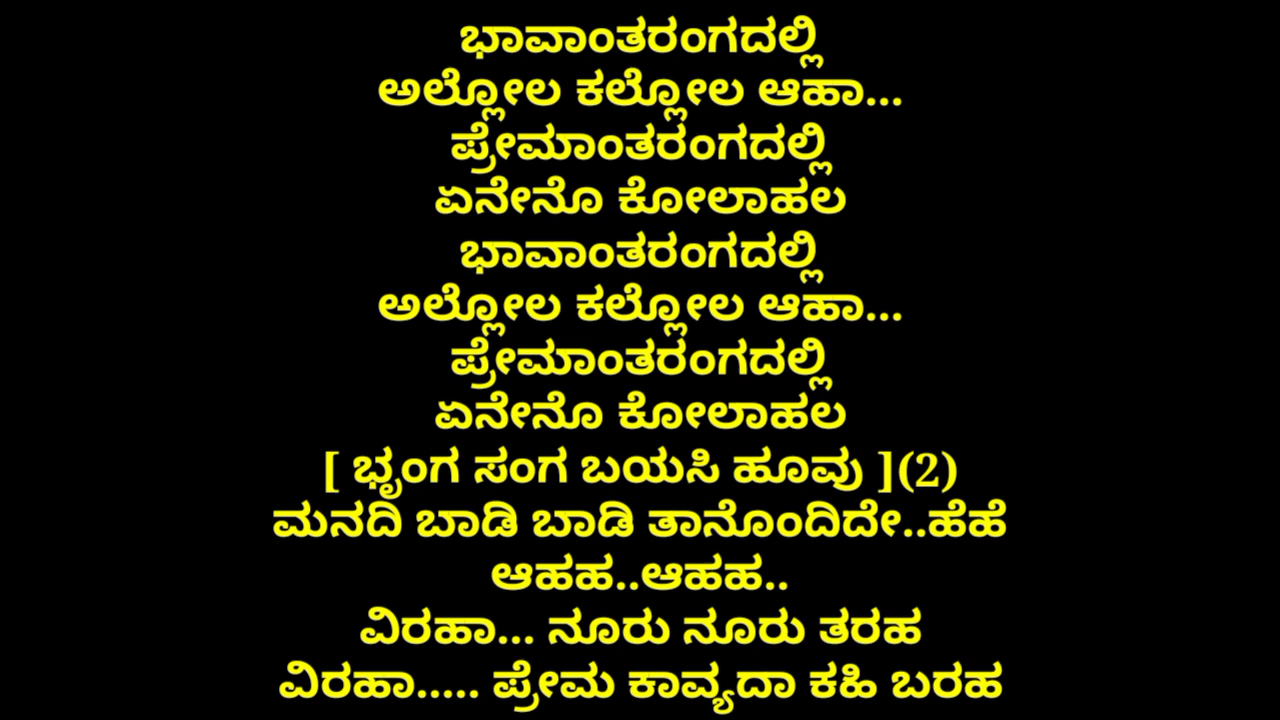 ಭಾವಾಂತರಂಗದಲ್ಲಿ
ಅಲ್ಲೋಲ ಕಲ್ಲೋಲ ಆಹಾ...
ಪ್ರೇಮಾಂತರಂಗದಲ್ಲಿ
ಏನೇನೊ ಕೋಲಾಹಲ
ಭಾವಾಂತರಂಗದಲ್ಲಿ
ಅಲ್ಲೋಲ ಕಲ್ಲೋಲ ಆಹಾ...
ಪ್ರೇಮಾಂತರಂಗದಲ್ಲಿ
ಏನೇನೊ ಕೋಲಾಹಲ
[ ಭೃಂಗ ಸಂಗ ಬಯಸಿ ಹೂವು ](2)
ಮನದಿ ಬಾಡಿ ಬಾಡಿ ತಾನೊಂದಿದೇ..ಹೆಹೆ
ಆಹಹ..ಆಹಹ..
ವಿರಹಾ... ನೂರು ನೂರು ತರಹ
ವಿರಹಾ..... ಪ್ರೇಮ ಕಾವ್ಯದಾ ಕಹಿ ಬರಹ